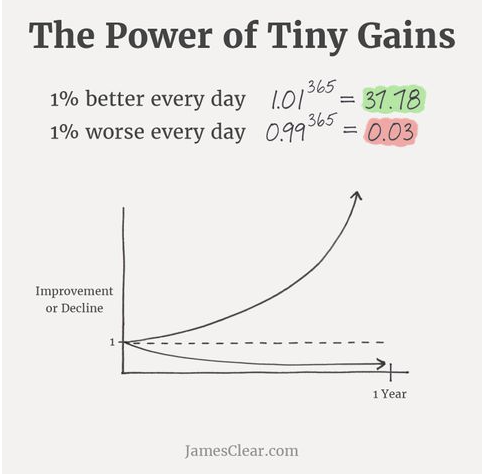 The Power of Tiny Gains
1% better every day 1.01^365 = 37.78
1% worse every day 0.99^365 = 0.03
Improvement
or Decline
1
1 Year
JamesClear.com